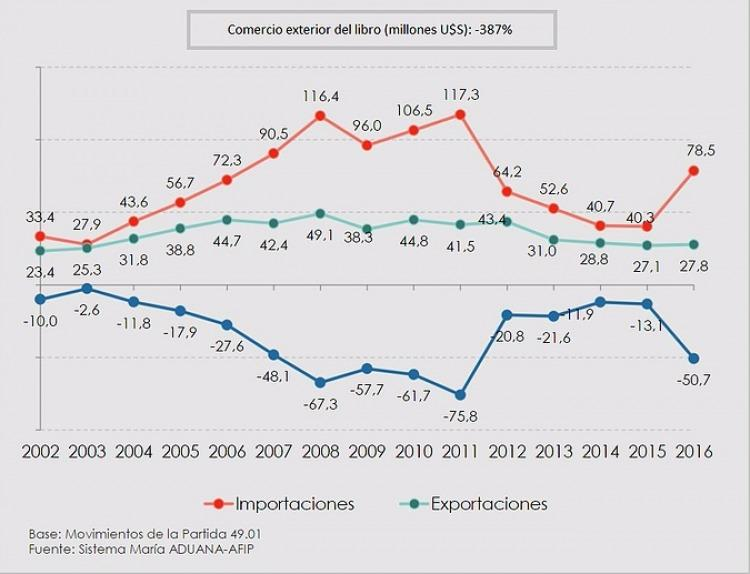 Comercio exterior del libro (millones U$S): -387%
33,4 27,9 43,6 56,7 72,3 90,5 116,4 96,0 106,5 117,3 64,2 52,6 40,7 40,3 78,5
23,4 25,3 31,8 38,8 44,7 42,4 49,1 38,3 44,8 41,5 43,4 31,0 28,8 27,1 27,8
-10,0 -2,6 -11,8 -17,9 -27,6 -48,1 -67,3 -57,7 -61,7 -75,8 -20,8 -21,6 -11,9 -13,1 -50,7
2002 2003 2004 2005 2006 2007 2008 2009 2010 2011 2012 2013 2014 2015 2016
Importaciones Exportaciones
Base: Movimientos de la Partida 49.01
Fuente: Sistema María ADUANA-AFIP